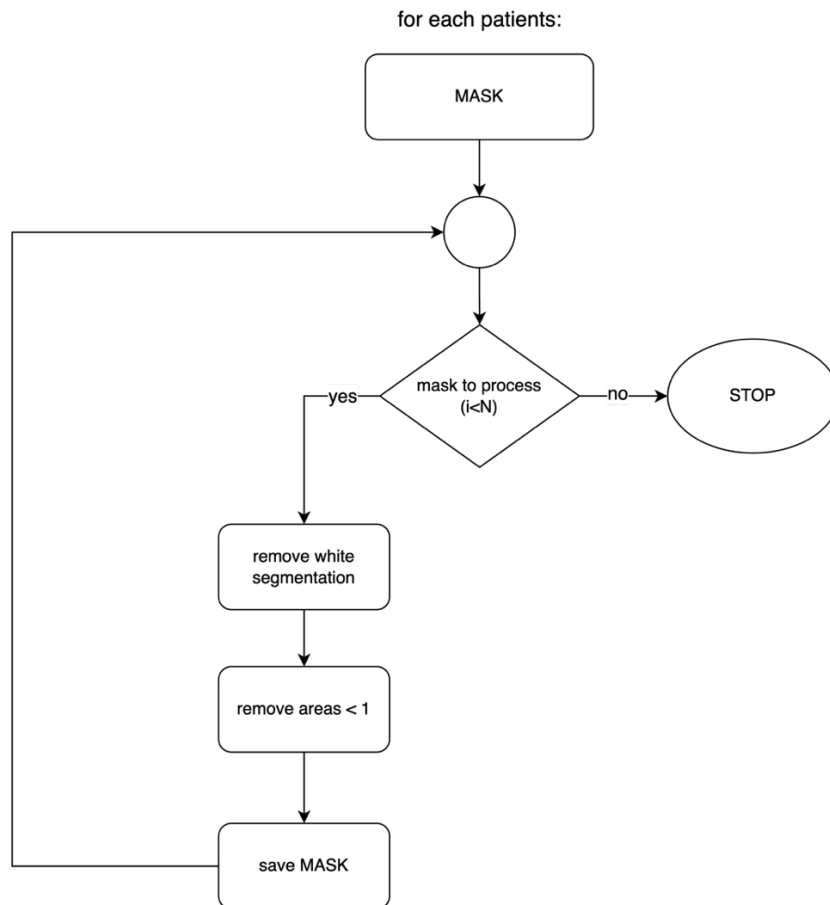 for each patients:
MASK
mask to process
(i<N)
yes
no
STOP
remove white
segmentation
remove areas < 1
save MASK